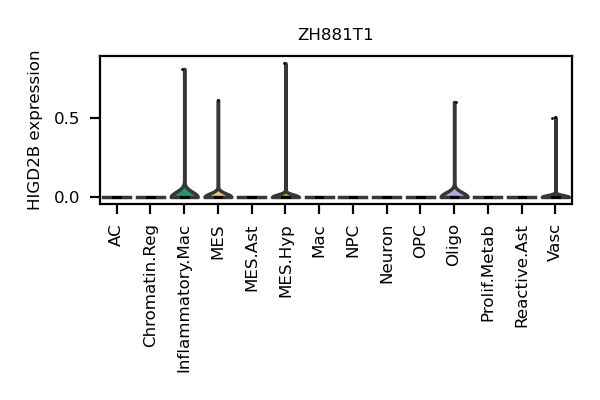 ZH881T1
HIGD2B expression
0.5
0.0
AC
Chromatin.Reg
Inflammatory.Mac
MES
MES.Ast
MES.Hyp
Mac
NPC
Neuron
OPC
Oligo
Prolif.Metab
Reactive.Ast
Vasc